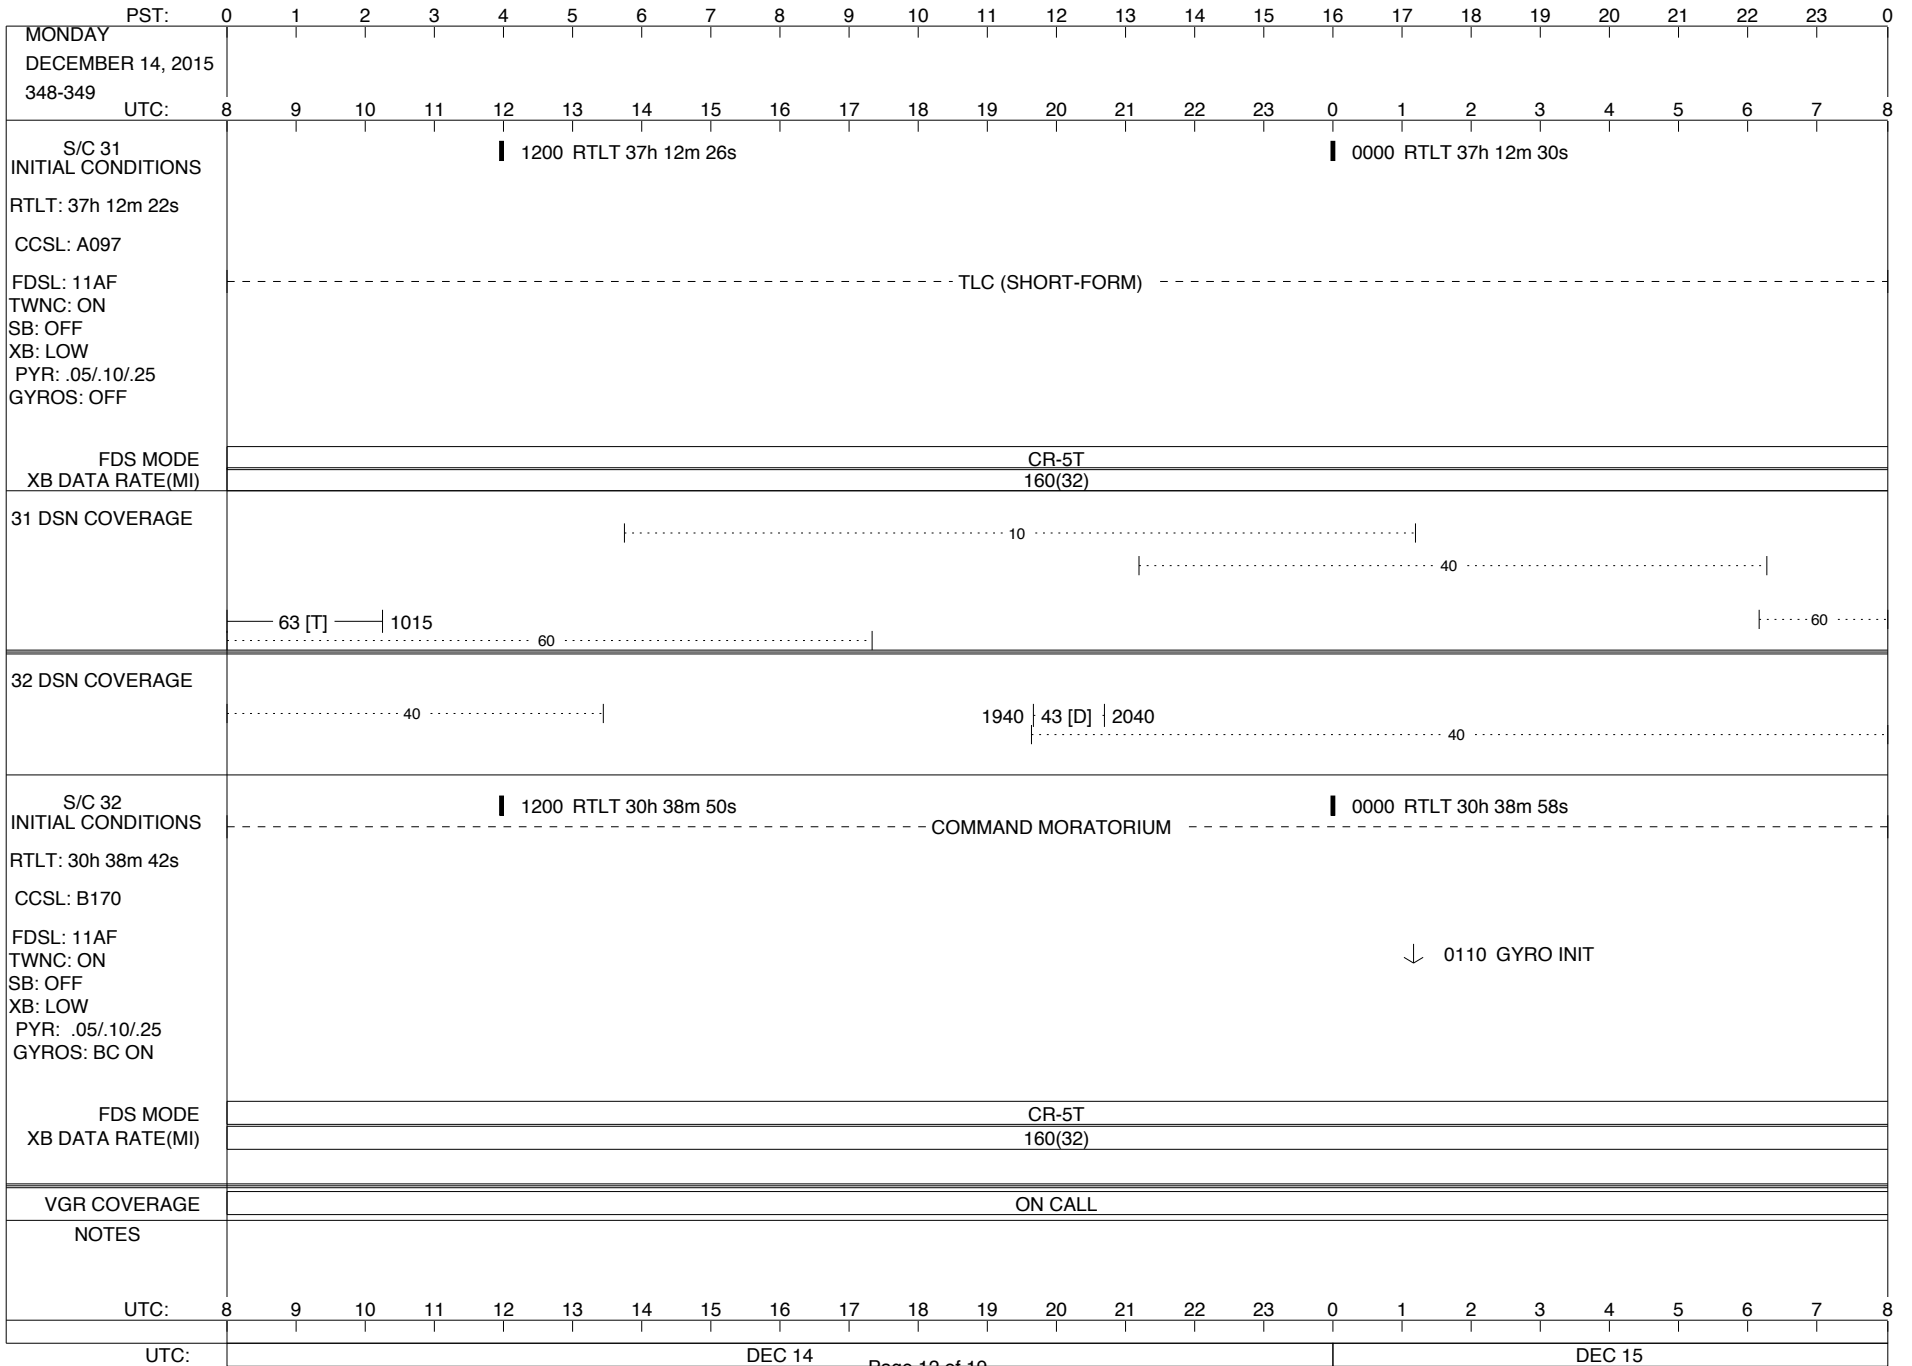 PST: 0 1 2 3 4 5 6 7 8 9 10 11 12 13 14 15 16 17 18 19 20 21 22 23 0
MONDAY
DECEMBER 14, 2015
348-349
UTC: 8 9 10 11 12 13 14 15 16 17 18 19 20 21 22 23 0 1 2 3 4 5 6 7 8
S/C 31
1200 RTLT 37h 12m 26s
0000 RTLT 37h 12m 30s
INITIAL CONDITIONS
RTLT: 37h 12m 22s
CCSL: A097
FDSL: 11AF
TLC (SHORT-FORM)
TWNC: ON
SB: OFF
XB: LOW
PYR: .05/.10/.25
GYROS: OFF
FDS MODE
CR-5T
XB DATA RATE(MI)
160(32)
31 DSN COVERAGE
10
40
63 [T] 1015
60
60
32 DSN COVERAGE
40
1940 43 [D] 2040
40
S/C 32
1200 RTLT 30h 38m 50s
0000 RTLT 30h 38m 58s
INITIAL CONDITIONS
COMMAND MORATORIUM
RTLT: 30h 38m 42s
CCSL: B170
FDSL: 11AF
TWNC: ON
0110 GYRO INIT
SB: OFF
XB: LOW
PYR: .05/.10/.25
GYROS: BC ON
FDS MODE
CR-5T
XB DATA RATE(MI)
160(32)
VGR COVERAGE
ON CALL
NOTES
UTC: 8 9 10 11 12 13 14 15 16 17 18 19 20 21 22 23 0 1 2 3 4 5 6 7 8
UTC: DEC 14 DEC 15
Page 12 of 19